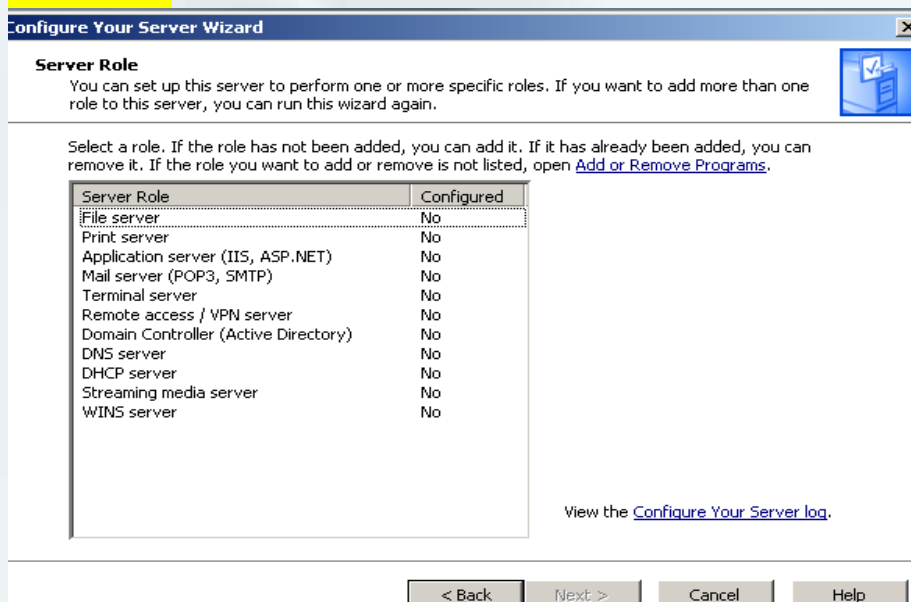 Configure Your Server Wizard
Server Role
You can set up this server to perform one or more specific roles. If you want to add more than one
role to this server, you can run this wizard again.
Select a role. If the role has not been added, you can add it. If it has already been added, you can
remove it. If the role you want to add or remove is not listed, open Add or Remove Programs.
Server Role Configured
File server No
Print server No
Application server (IIS, ASP.NET) No
Mail server (POP3, SMTP) No
Terminal server No
Remote access / VPN server No
Domain Controller (Active Directory) No
DNS server No
DHCP server No
Streaming media server No
WINS server No
View the Configure Your Server log.
< Back Next > Cancel Help